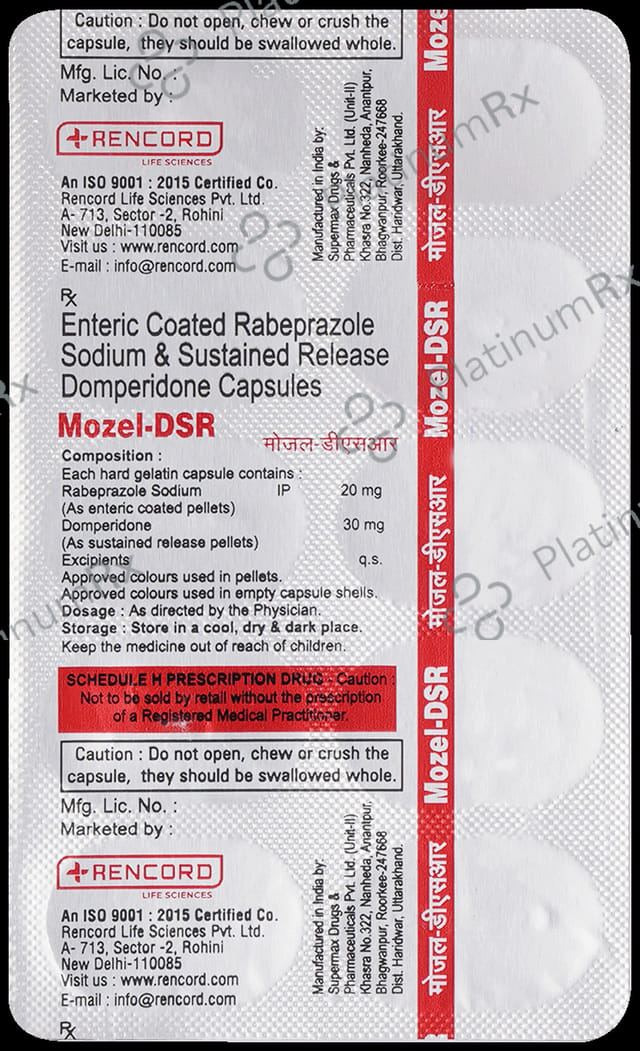 Caution : Do not open, chew or crush the
capsule, they should be swallowed whole.
Mfg. Lic. No. :
Marketed by :
RENCORD
LIFE SCIENCES
An ISO 9001 : 2015 Certified Co.
Rencord Life Sciences Pvt. Ltd.
A- 713, Sector -2, Rohini
New Delhi-110085
Visit us : www.rencord.com
E-mail : info@rencord.com
Manufactured in India by:
Supermax Drugs &
Pharmaceuticals Pvt. Ltd. (Unit-II)
Khasra No.322, Nanheda, Anantpur,
Bhagwanpur, Roorkee-247668
Dist. Haridwar, Uttarakhand.
Rx
Enteric Coated Rabeprazole
Sodium & Sustained Release
Domperidone Capsules
Mozel-DSR
मोजल-डीएसआर
Composition :
Each hard gelatin capsule contains :
Rabeprazole Sodium IP 20 mg
(As enteric coated pellets)
Domperidone 30 mg
(As sustained release pellets)
Excipients q.s.
Approved colours used in pellets.
Approved colours used in empty capsule shells.
Dosage : As directed by the Physician.
Storage : Store in a cool, dry & dark place.
Keep the medicine out of reach of children.
SCHEDULE H PRESCRIPTION DRUG - Caution :
Not to be sold by retail without the prescription
of a Registered Medical Practitioner.
Caution : Do not open, chew or crush the
capsule, they should be swallowed whole.
Mfg. Lic. No. :
Marketed by :
RENCORD
LIFE SCIENCES
An ISO 9001 : 2015 Certified Co.
Rencord Life Sciences Pvt. Ltd.
A- 713, Sector -2, Rohini
New Delhi-110085
Visit us : www.rencord.com
E-mail : info@rencord.com
Manufactured in India by:
Supermax Drugs &
Pharmaceuticals Pvt. Ltd. (Unit-II)
Khasra No.322, Nanheda, Anantpur,
Bhagwanpur, Roorkee-247668
Dist. Haridwar, Uttarakhand.
Rx
Moze
मोजल-डीएसआर
Mozel-DSR
मोजल-डीएसआर
Mozel-DSR
मोजल-डीएसआर
PlatinumRx
PlatinumRx
PlatinumRx